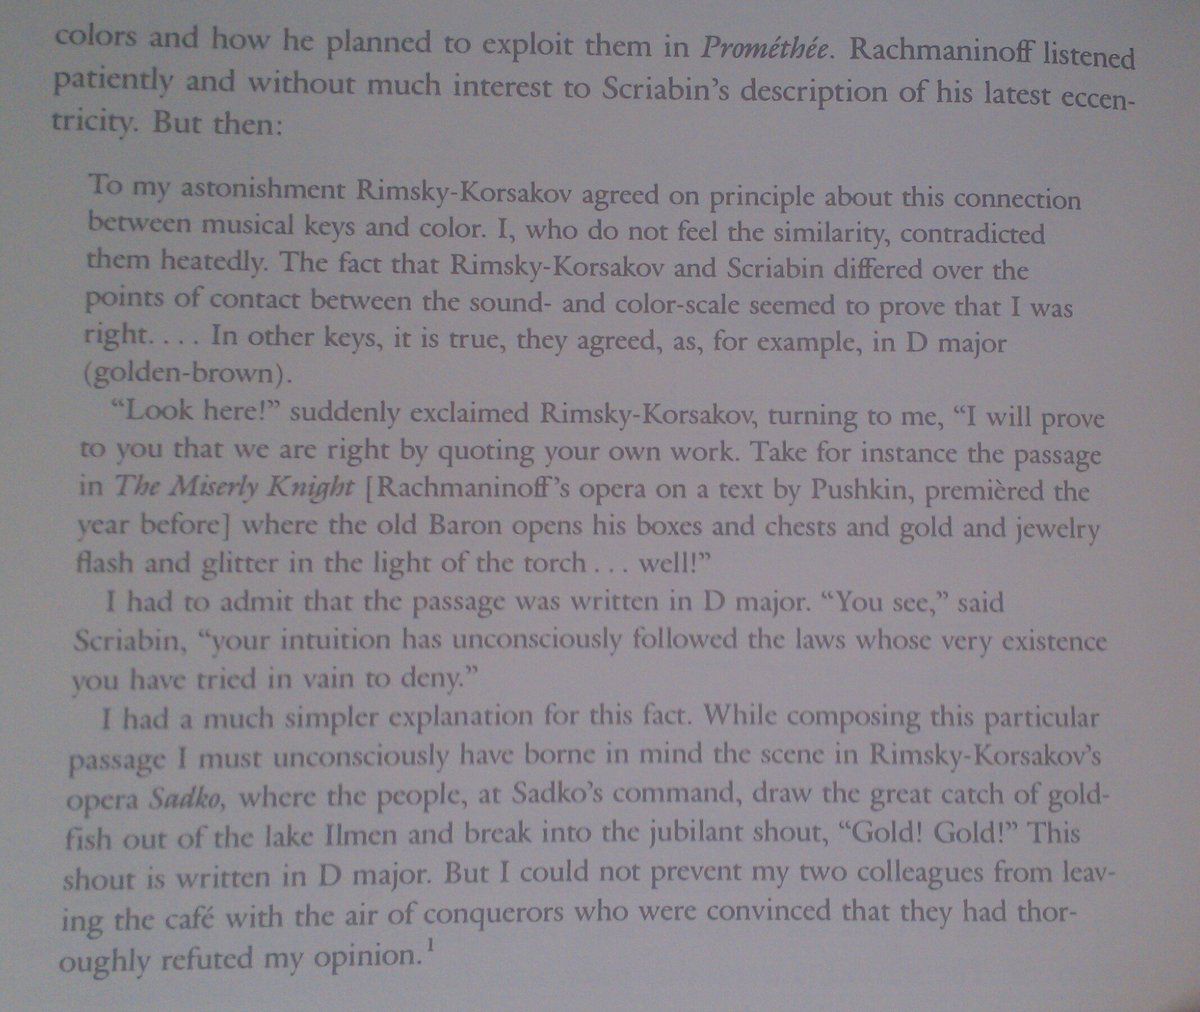 colors and how he planned to exploit them in Prométhée. Rachmaninoff listened
patiently and without much interest to Scriabin’s description of his latest eccen-
tricity. But then:
To my astonishment Rimsky-Korsakov agreed on principle about this connection
between musical keys and color. I, who do not feel the similarity, contradicted
them heatedly. The fact that Rimsky-Korsakov and Scriabin differed over the
points of contact between the sound- and color-scale seemed to prove that I was
right. . . . In other keys, it is true, they agreed, as, for example, in D major
(golden-brown).
“Look here!” suddenly exclaimed Rimsky-Korsakov, turning to me, “I will prove
to you that we are right by quoting your own work. Take for instance the passage
in The Miserly Knight [Rachmaninoff’s opera on a text by Pushkin, premièred the
year before] where the old Baron opens his boxes and chests and gold and jewelry
flash and glitter in the light of the torch . . . well!”
I had to admit that the passage was written in D major. “You see,” said
Scriabin, “your intuition has unconsciously followed the laws whose very existence
you have tried in vain to deny.”
I had a much simpler explanation for this fact. While composing this particular
passage I must unconsciously have borne in mind the scene in Rimsky-Korsakov’s
opera Sadko, where the people, at Sadko’s command, draw the great catch of gold-
fish out of the lake Ilmen and break into the jubilant shout, “Gold! Gold!” This
shout is written in D major. But I could not prevent my two colleagues from leav-
ing the café with the air of conquerors who were convinced that they had thor-
oughly refuted my opinion.1